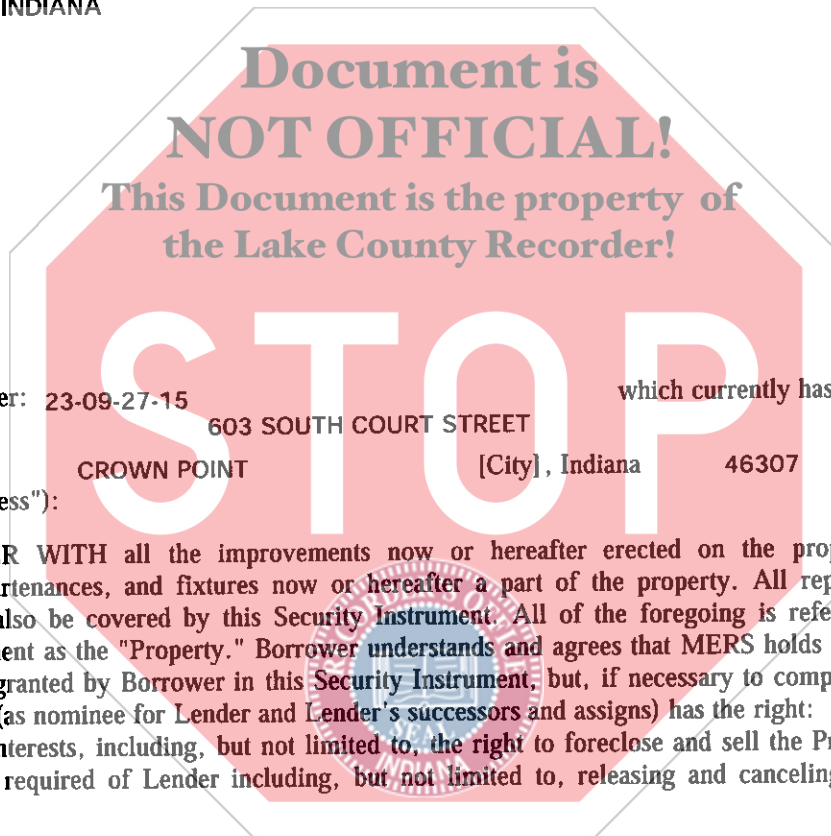 INDIANA
Document is
NOT OFFICIAL!
This Document is the property of
the Lake County Recorder!
STOP
er: 23-09-27-15 which currently has
603 SOUTH COURT STREET
CROWN POINT [City], Indiana 46307
ess"):
R WITH all the improvements now or hereafter erected on the prop
rtenances, and fixtures now or hereafter a part of the property. All rep
also be covered by this Security Instrument. All of the foregoing is refe
ent as the "Property." Borrower understands and agrees that MERS holds
granted by Borrower in this Security Instrument, but, if necessary to comp
(as nominee for Lender and Lender's successors and assigns) has the right:
nterests, including, but not limited to, the right to foreclose and sell the Pr
required of Lender including, but not limited to, releasing and canceling
SEAL
INDIANA